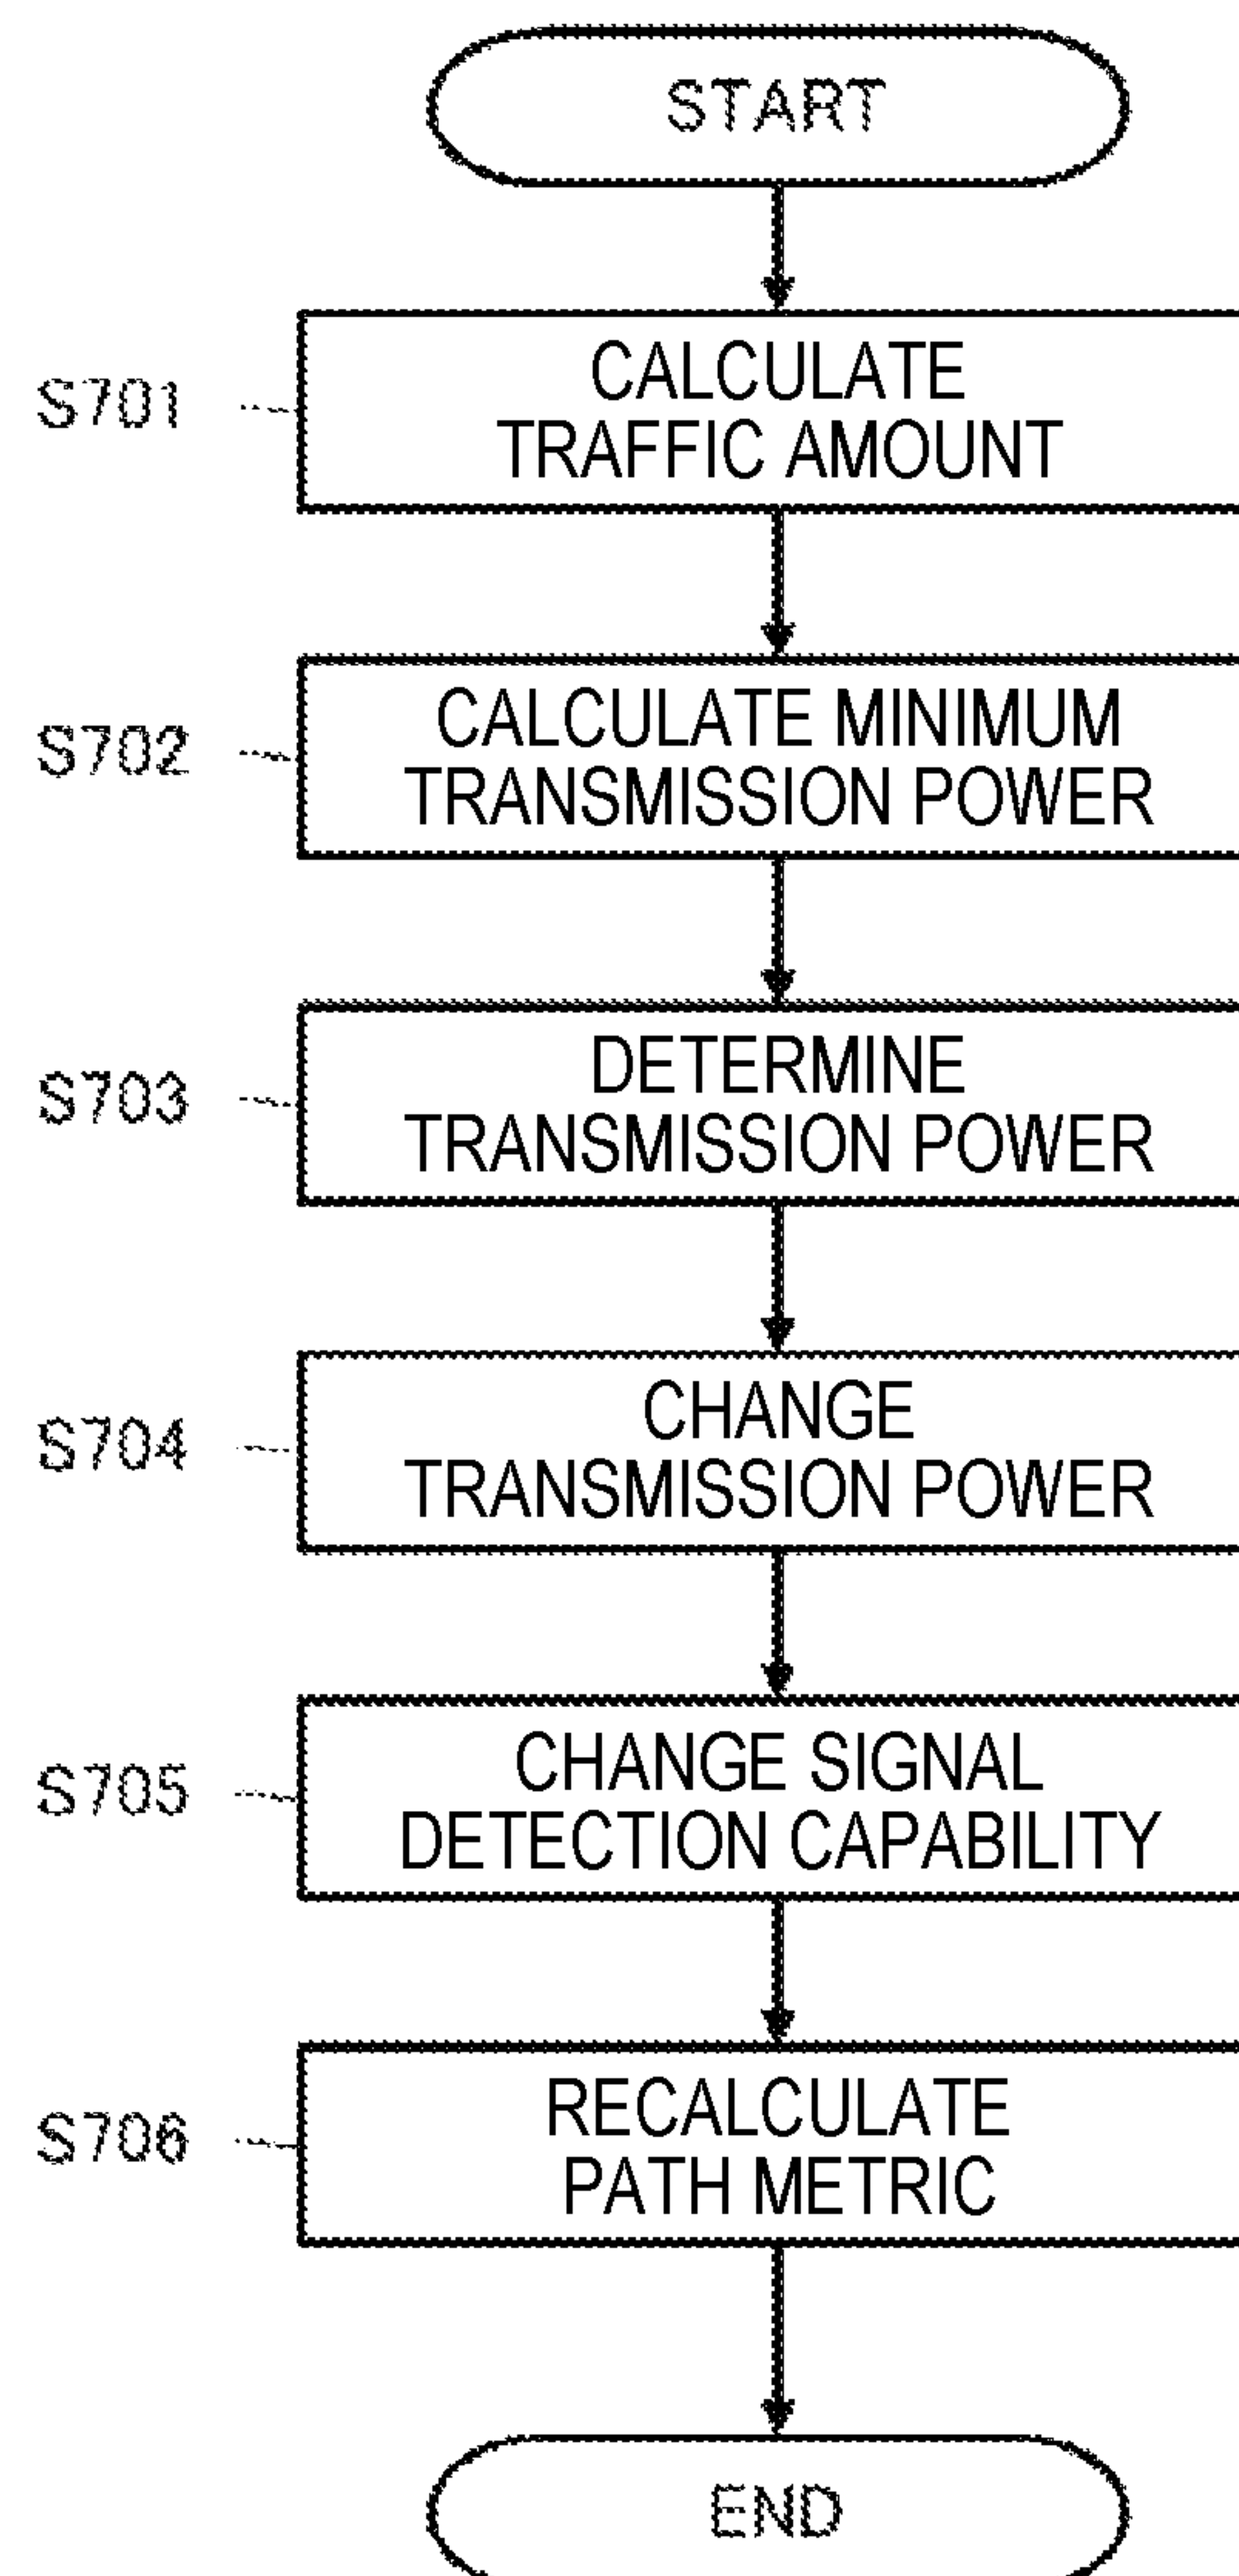 START
S701
CALCULATE
TRAFFIC AMOUNT
S702
CALCULATE MINIMUM
TRANSMISSION POWER
S703
DETERMINE
TRANSMISSION POWER
S704
CHANGE
TRANSMISSION POWER
S705
CHANGE SIGNAL
DETECTION CAPABILITY
S706
RECALCULATE
PATH METRIC
END